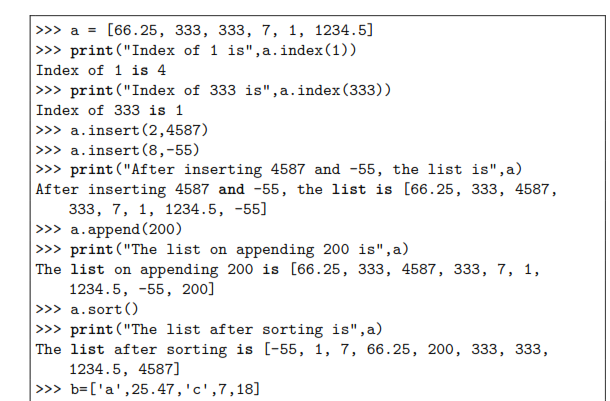 >>> a = [66.25, 333, 333, 7, 1, 1234.5]
>>> print("Index of 1 is",a.index(1))
Index of 1 is 4
>>> print("Index of 333 is",a.index(333))
Index of 333 is 1
>>> a.insert(2,4587)
>>> a.insert(8,-55)
>>> print("After inserting 4587 and -55, the list is",a)
After inserting 4587 and -55, the list is [66.25, 333, 4587,
    333, 7, 1, 1234.5, -55]
>>> a.append(200)
>>> print("The list on appending 200 is",a)
The list on appending 200 is [66.25, 333, 4587, 333, 7, 1,
    1234.5, -55, 200]
>>> a.sort()
>>> print("The list after sorting is",a)
The list after sorting is [-55, 1, 7, 66.25, 200, 333, 333,
    1234.5, 4587]
>>> b=['a',25.47,'c',7,18]